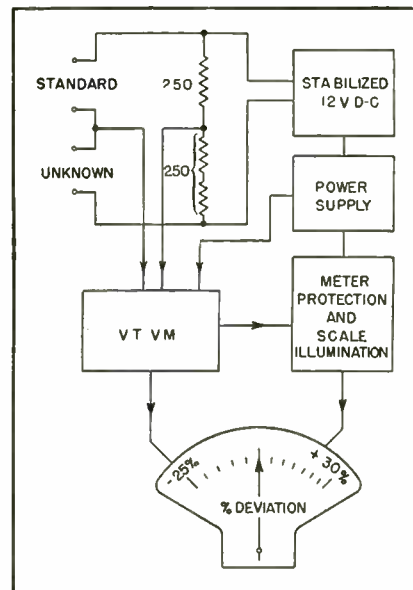 STANDARD
UNKNOWN
250
250
STABILIZED
12 V D-C
POWER
SUPPLY
METER
PROTECTION
AND
SCALE
ILLUMINATION
VT VM
-25%
+30%
% DEVIATION